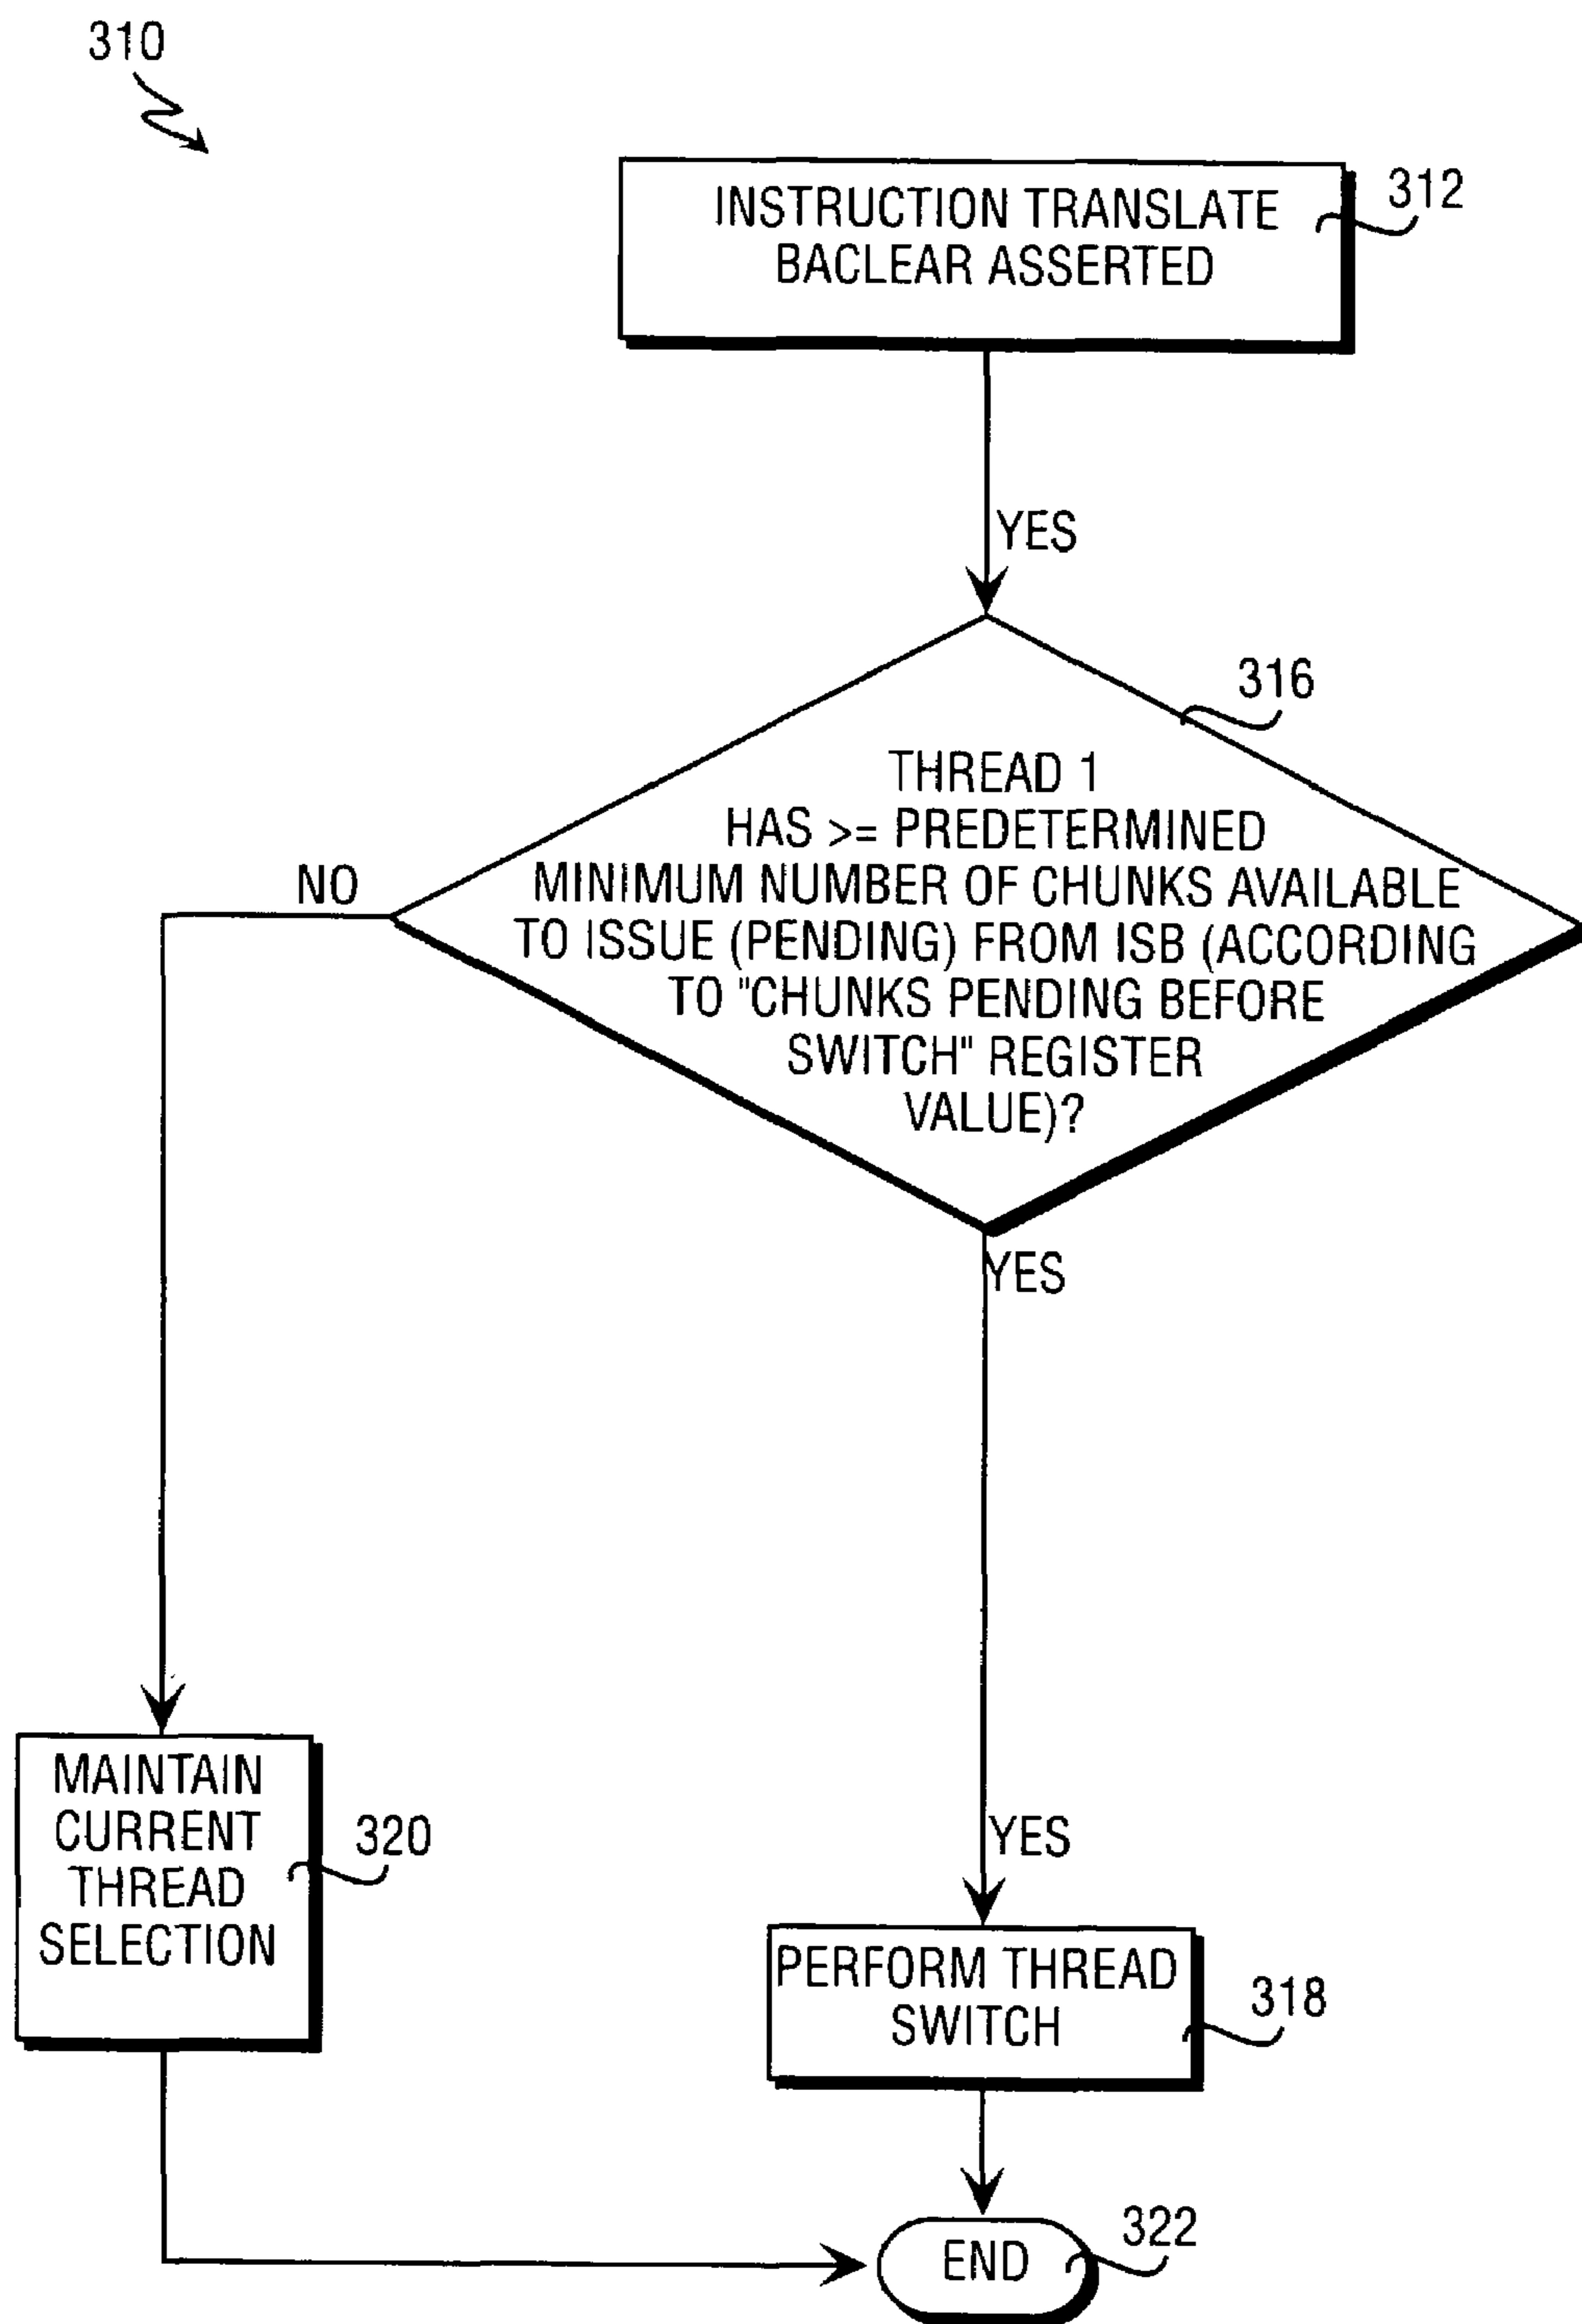 310
INSTRUCTION TRANSLATE
BACLEAR ASSERTED
312
YES
316
THREAD 1
HAS >= PREDETERMINED
MINIMUM NUMBER OF CHUNKS AVAILABLE
TO ISSUE (PENDING) FROM ISB (ACCORDING
TO "CHUNKS PENDING BEFORE
SWITCH" REGISTER
VALUE)?
NO
YES
MAINTAIN
CURRENT
THREAD
SELECTION
320
YES
PERFORM THREAD
SWITCH
318
END
322